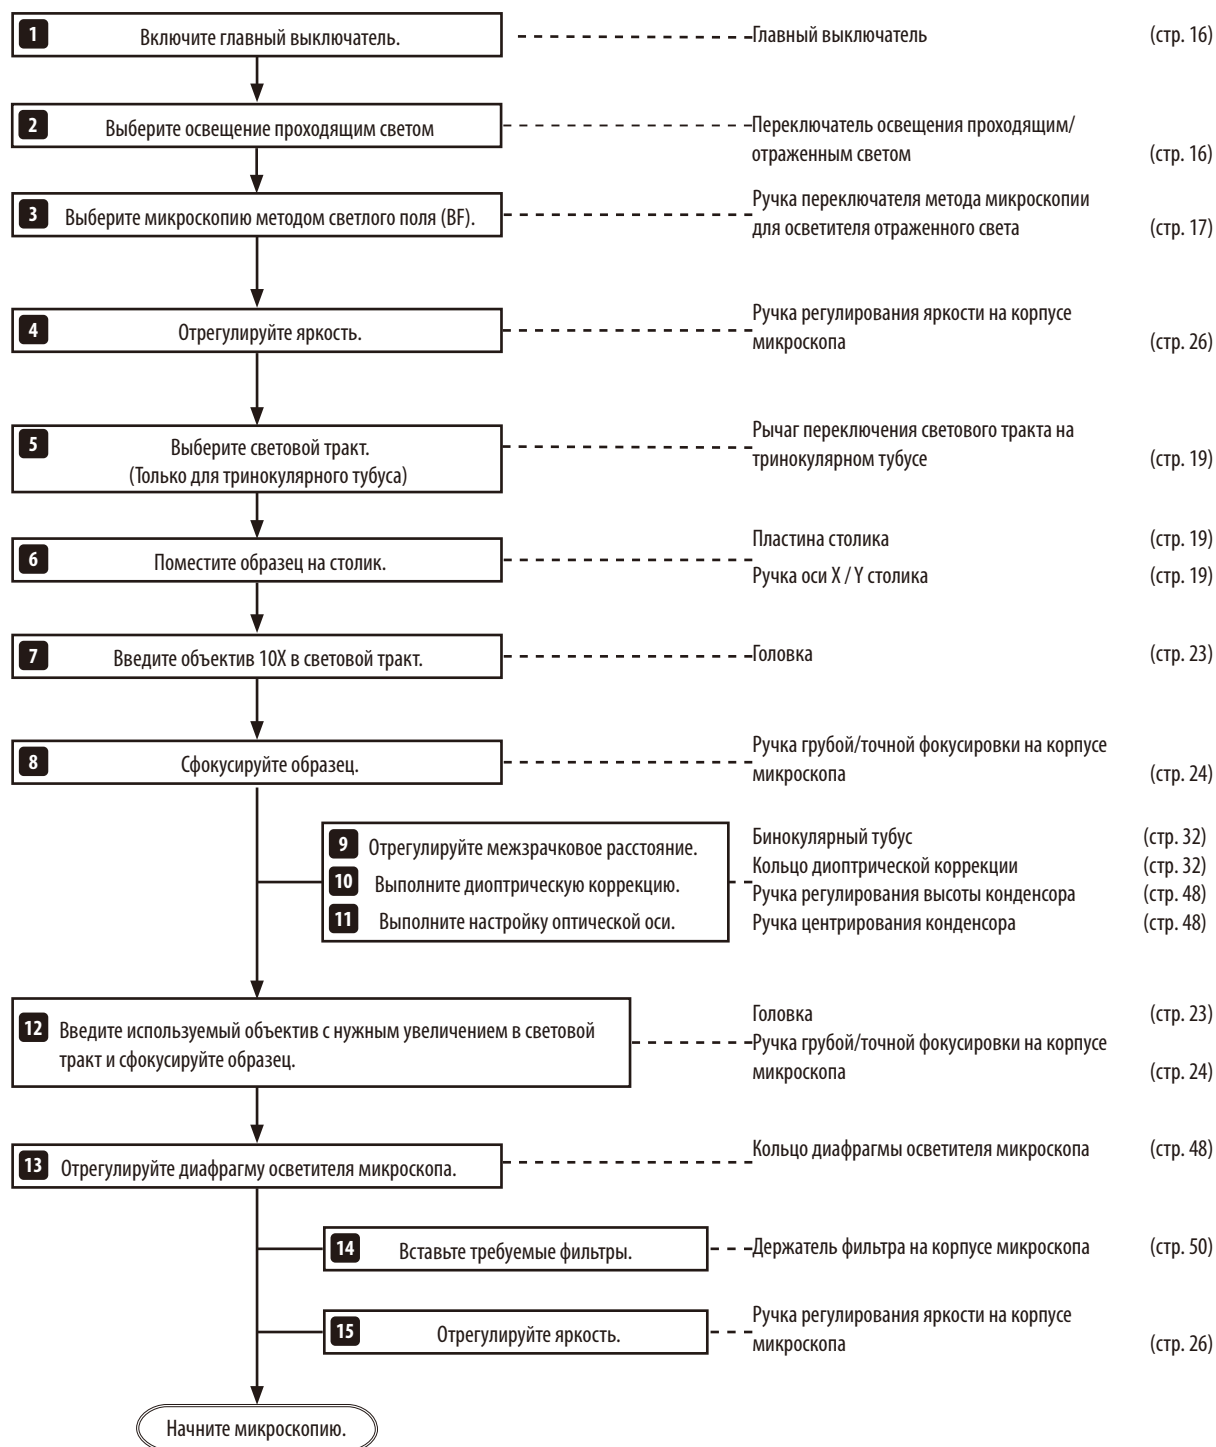 1 Включите главный выключатель. Главный выключатель (стр. 16)
2 Выберите освещение проходящим светом Переключатель освещения проходящим/
отраженным светом (стр. 16)
3 Выберите микроскопию методом светлого поля (BF). Ручка переключателя метода микроскопии
для осветителя отраженного света (стр. 17)
4 Отрегулируйте яркость. Ручка регулирования яркости на корпусе
микроскопа (стр. 26)
5 Выберите световой тракт. Рычаг переключения светового тракта на
(Только для тринокулярного тубуса) тринокулярном тубусе (стр. 19)
6 Поместите образец на столик. Пластина столика (стр. 19)
Ручка оси X / Y столика (стр. 19)
7 Введите объектив 10X в световой тракт. Головка (стр. 23)
8 Сфокусируйте образец. Ручка грубой/точной фокусировки на корпусе
микроскопа (стр. 24)
9 Отрегулируйте межзрачковое расстояние. Бинокулярный тубус (стр. 32)
Кольцо диоптрической коррекции (стр. 32)
10 Выполните диоптрическую коррекцию. Ручка регулирования высоты конденсора (стр. 48)
11 Выполните настройку оптической оси. Ручка центрирования конденсора (стр. 48)
12 Введите используемый объектив с нужным увеличением в световой Головка (стр. 23)
тракт и сфокусируйте образец. Ручка грубой/точной фокусировки на корпусе
микроскопа (стр. 24)
13 Отрегулируйте диафрагму осветителя микроскопа. Кольцо диафрагмы осветителя микроскопа (стр. 48)
14 Вставьте требуемые фильтры. Держатель фильтра на корпусе микроскопа (стр. 50)
15 Отрегулируйте яркость. Ручка регулирования яркости на корпусе
микроскопа (стр. 26)
Начните микроскопию.